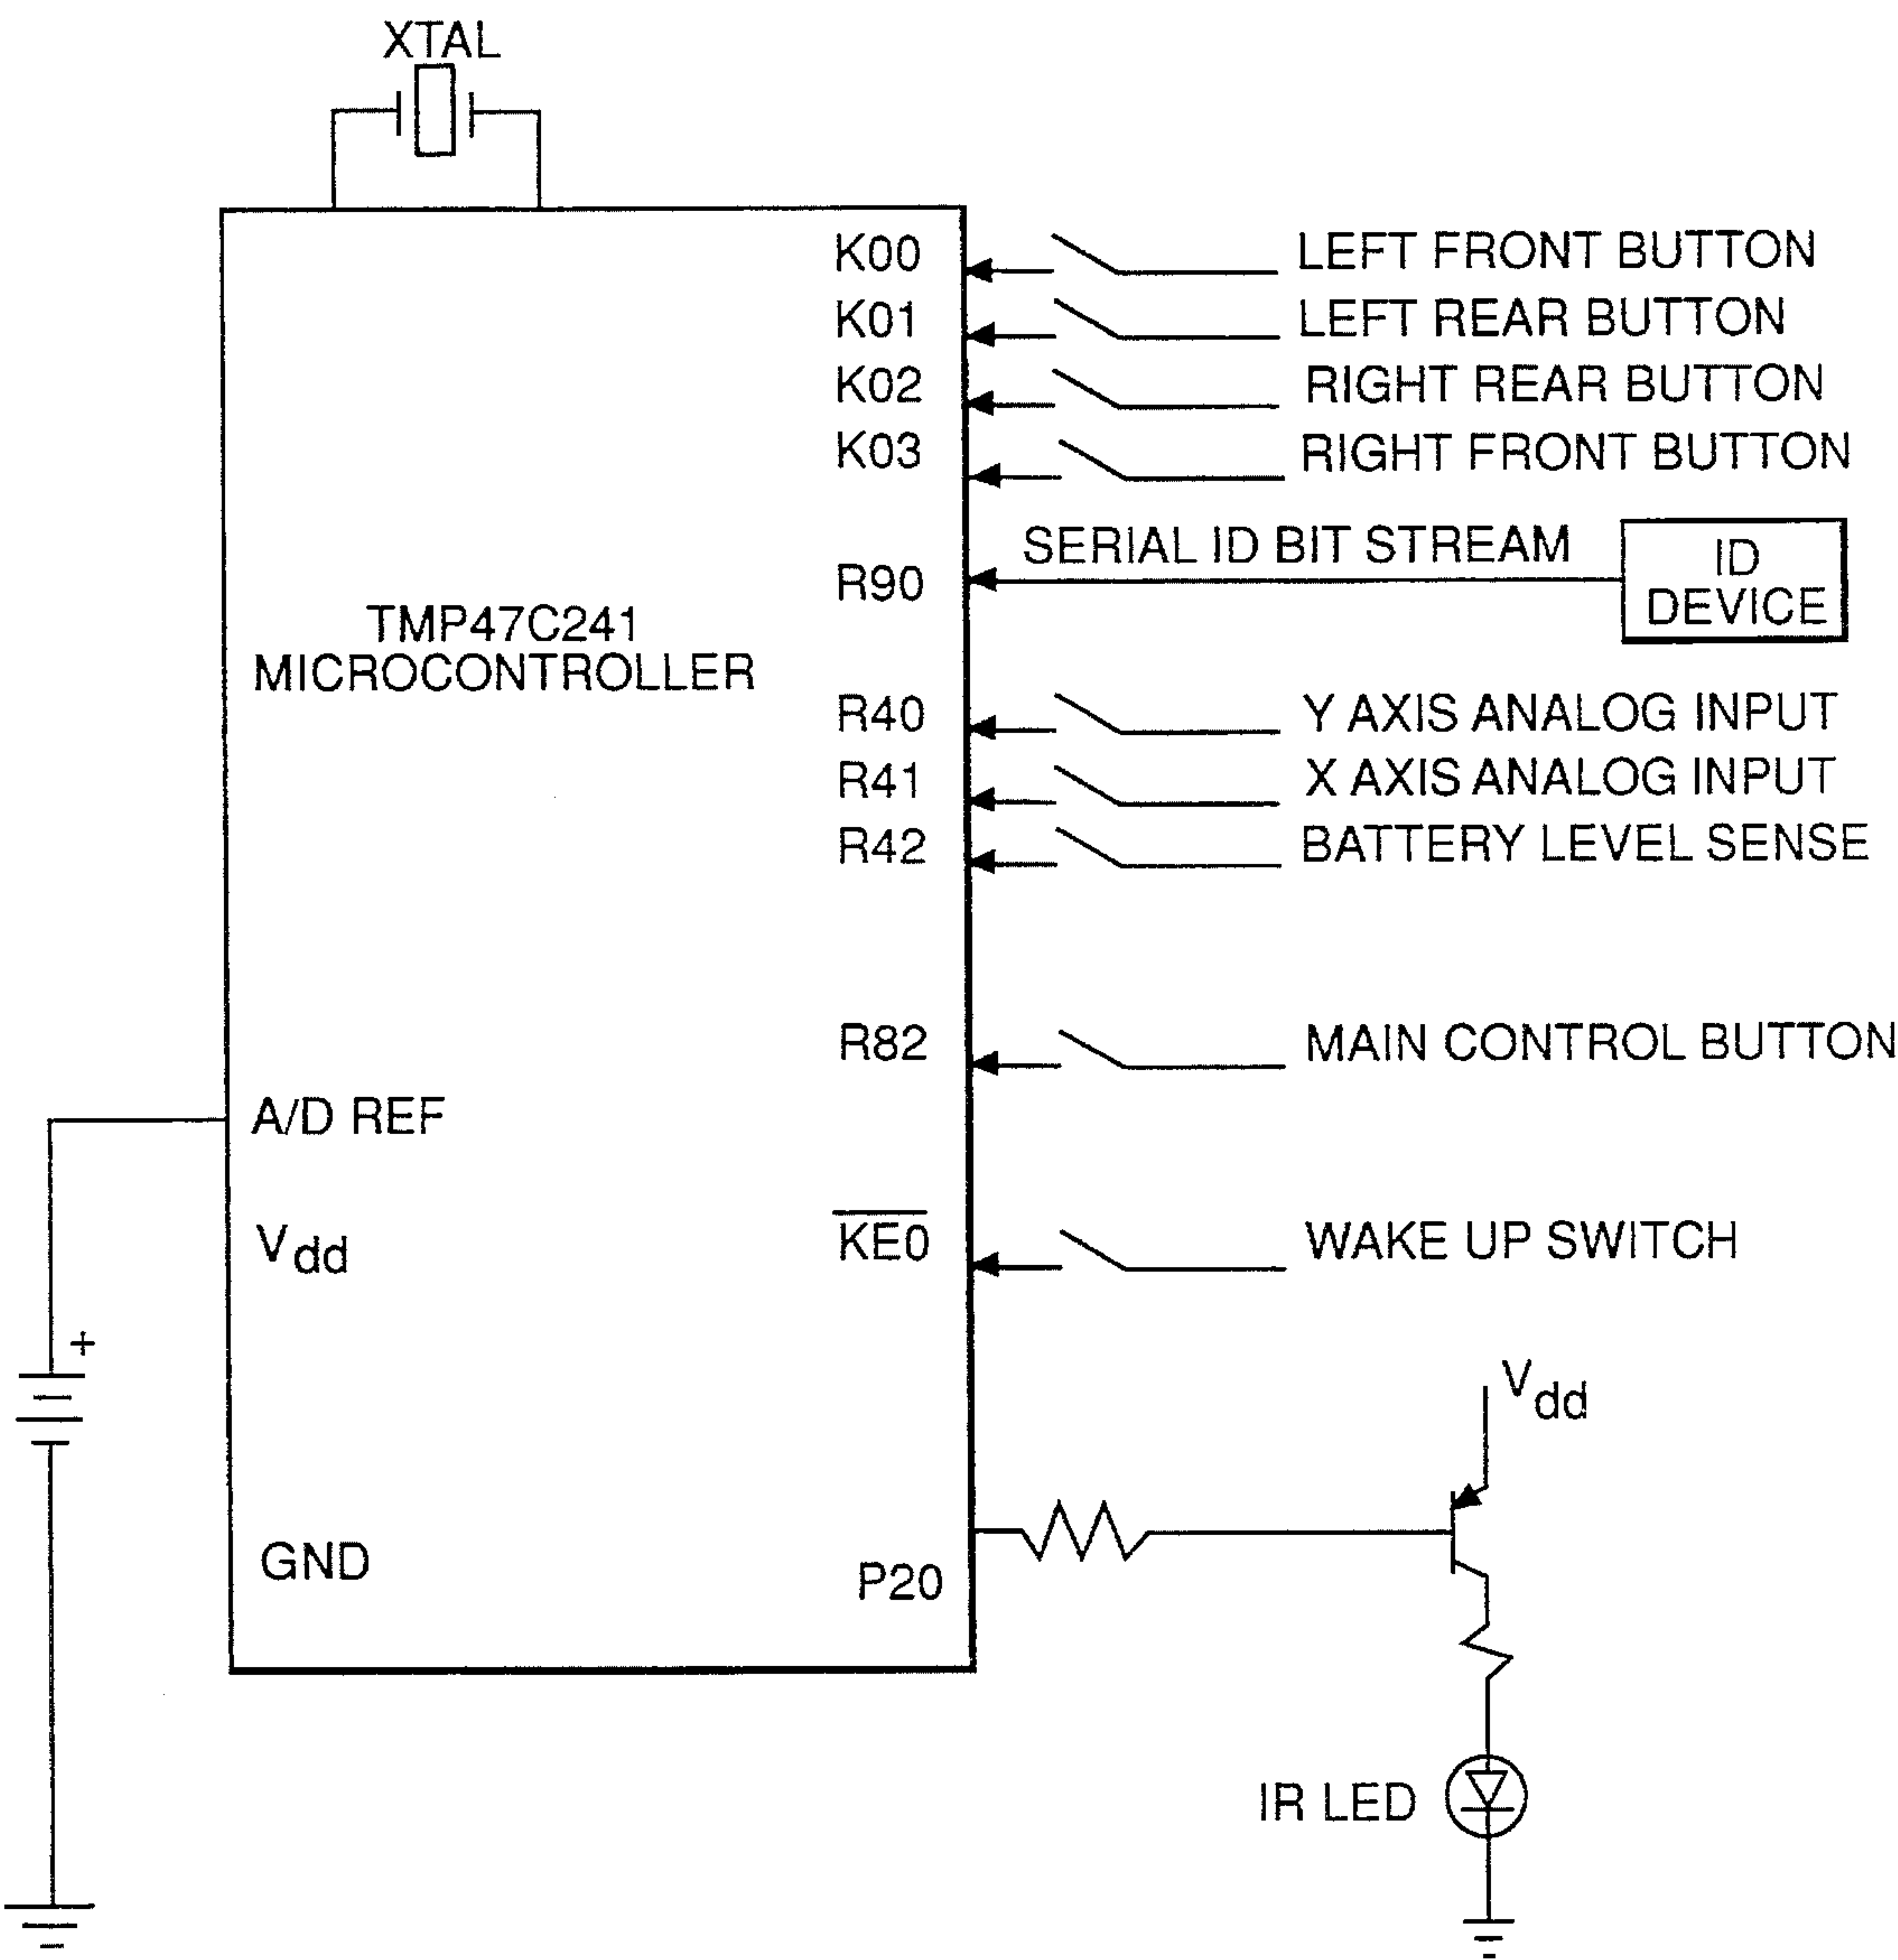 XTAL
K00
LEFT FRONT BUTTON
K01
LEFT REAR BUTTON
K02
RIGHT REAR BUTTON
K03
RIGHT FRONT BUTTON
SERIAL ID BIT STREAM
ID
DEVICE
R90
TMP47C241
MICROCONTROLLER
R40
Y AXIS ANALOG INPUT
R41
X AXIS ANALOG INPUT
R42
BATTERY LEVEL SENSE
R82
MAIN CONTROL BUTTON
A/D REF
Vdd
K̅E̅0̅
WAKE UP SWITCH
+
Vdd
GND
P20
IR LED